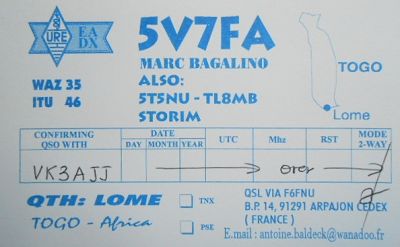 URE
EA
DX
5V7FA
MARC BAGALINO
WAZ 35
ITU 46
ALSO:
5T5NU - TL8MB
STORIM
TOGO
Lome
CONFIRMING
QSO WITH
DATE
DAY MONTH YEAR
UTC
Mhz
RST
MODE
2-WAY
VK3AJJ
over
QTH: LOME
TOGO - Africa
TNX
PSE
QSL VIA F6FNU
B.P. 14, 91291 ARPAJON CEDEX
( FRANCE )
E.mail : antoine.baldeck@wanadoo.fr